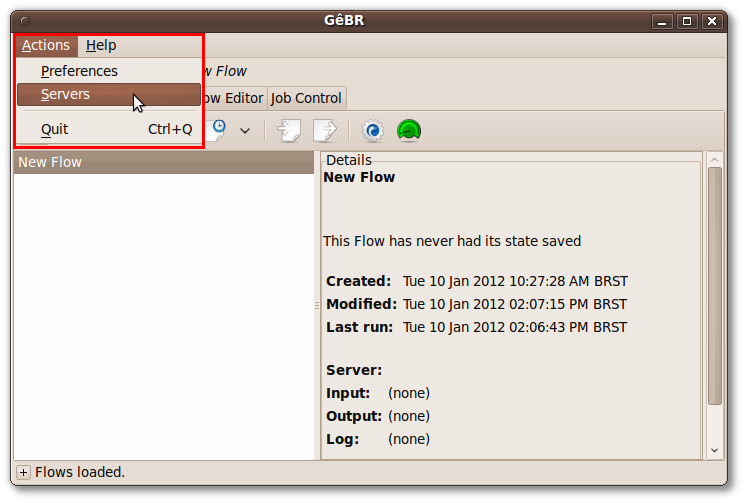 GêBR
Actions Help
Preferences
w Flow
Servers
ow Editor Job Control
Quit Ctrl+Q
New Flow
Details
New Flow
This Flow has never had its state saved
Created: Tue 10 Jan 2012 10:27:28 AM BRST
Modified: Tue 10 Jan 2012 02:07:15 PM BRST
Last run: Tue 10 Jan 2012 02:06:43 PM BRST
Server:
Input: (none)
Output: (none)
Log: (none)
Flows loaded.